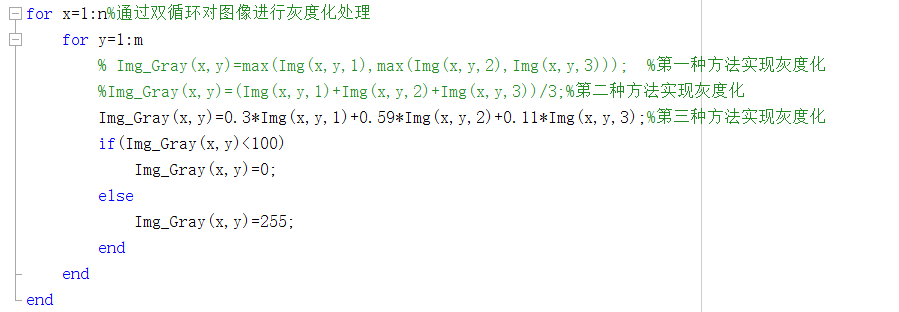 for x=1:n%通过双循环对图像进行灰度化处理
for y=1:m
% Img_Gray(x,y)=max(Img(x,y,1),max(Img(x,y,2),Img(x,y,3)));  %第一种方法实现灰度化
%Img_Gray(x,y)=(Img(x,y,1)+Img(x,y,2)+Img(x,y,3))/3;%第二种方法实现灰度化
Img_Gray(x,y)=0.3*Img(x,y,1)+0.59*Img(x,y,2)+0.11*Img(x,y,3);%第三种方法实现灰度化
if(Img_Gray(x,y)<100)
Img_Gray(x,y)=0;
else
Img_Gray(x,y)=255;
end
end
end